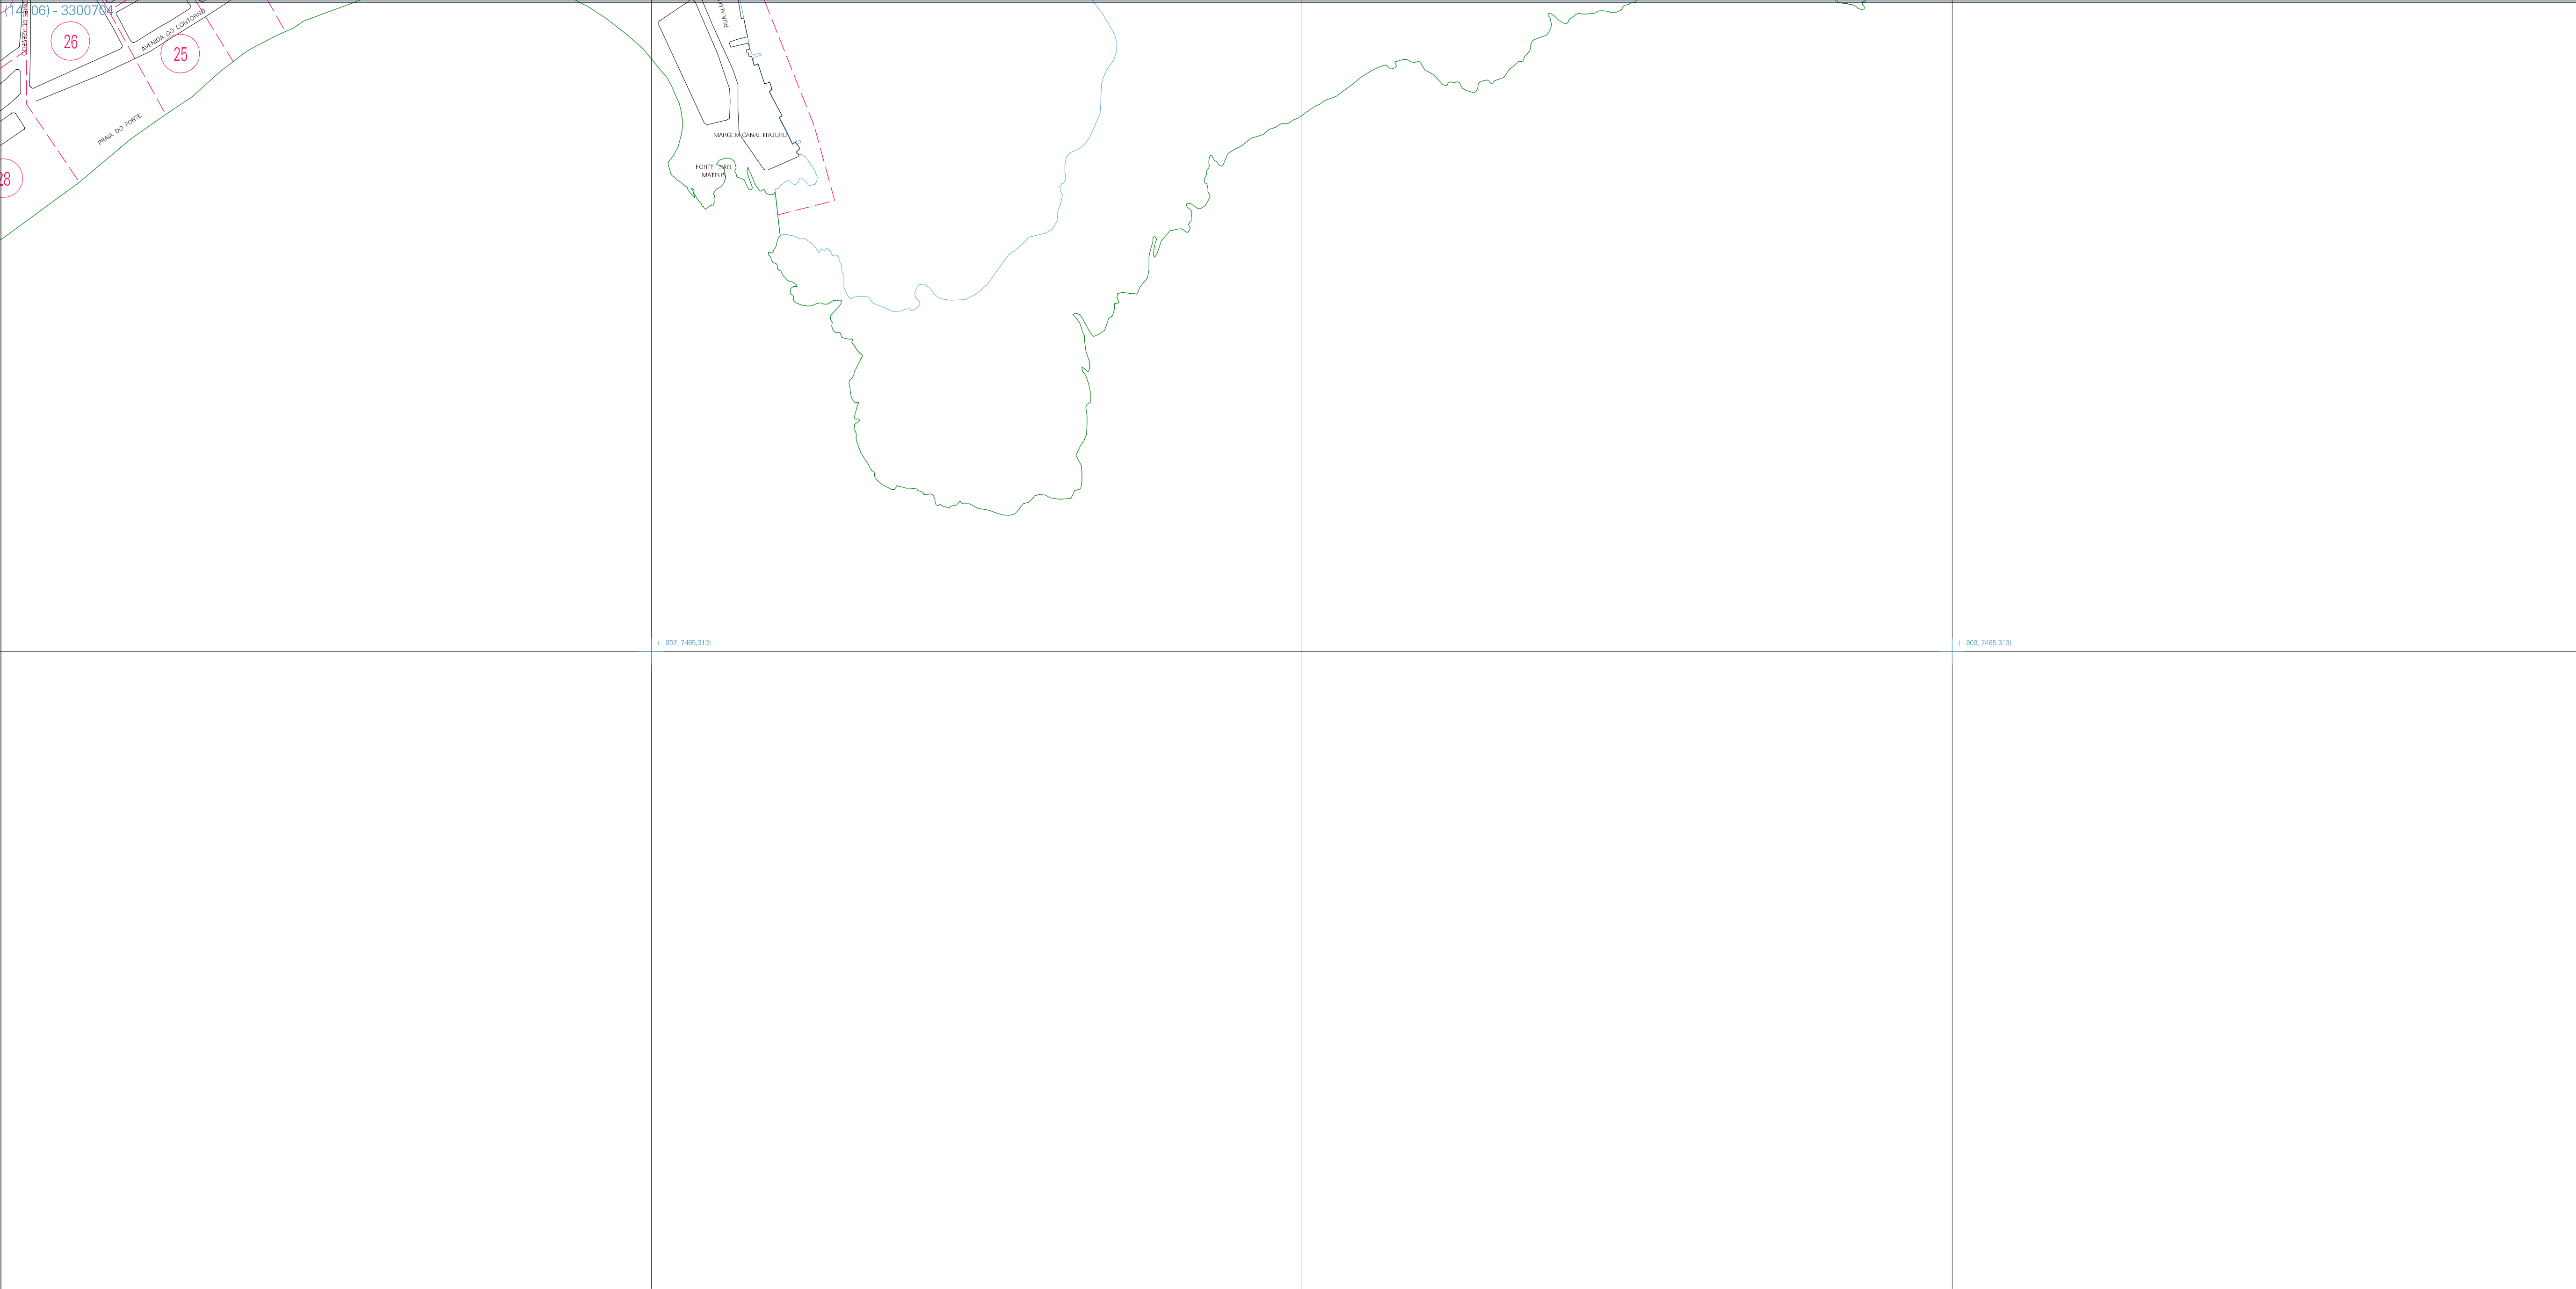 (14, 06) - 3300704
26
25
AVENIDA DO CONTORNO
PRAIA DO FORTE
28
MARGEM CANAL ITAJURU
FORTE SÃO
MATEUS
( 807, 7465,313)
( 809, 7465,313)